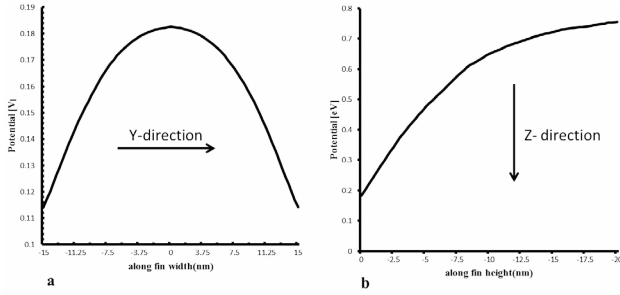 0.19
0.18
0.17
0.16
0.15
0.14
0.13
0.12
0.11
0.1
Potential [V]
Y-direction
-15 -11.25 -7.5 -3.75 0 3.75 7.5 11.25 15
along fin width(nm)
a
0.8
0.7
0.6
0.5
0.4
0.3
0.2
0.1
0
Potential [eV]
Z- direction
0 -2.5 -5 -7.5 -10 -12.5 -15 -17.5 -20
along fin height(nm)
b